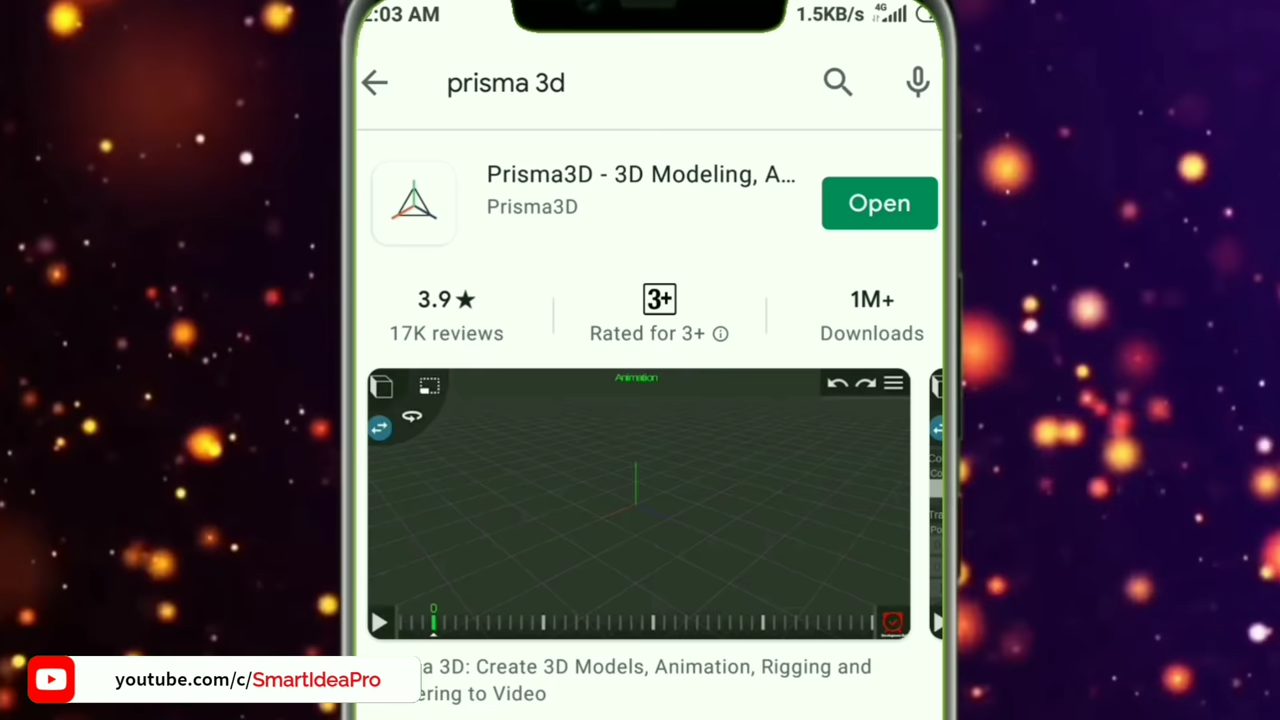 :03 AM
1.5KB/s 4G
prisma 3d
Prisma3D - 3D Modeling, A...
Prisma3D
Open
3.9★
17K reviews
3+
Rated for 3+
1M+
Downloads
Animation
0
a 3D: Create 3D Models, Animation, Rigging and
ering to Video
youtube.com/c/SmartIdeaPro